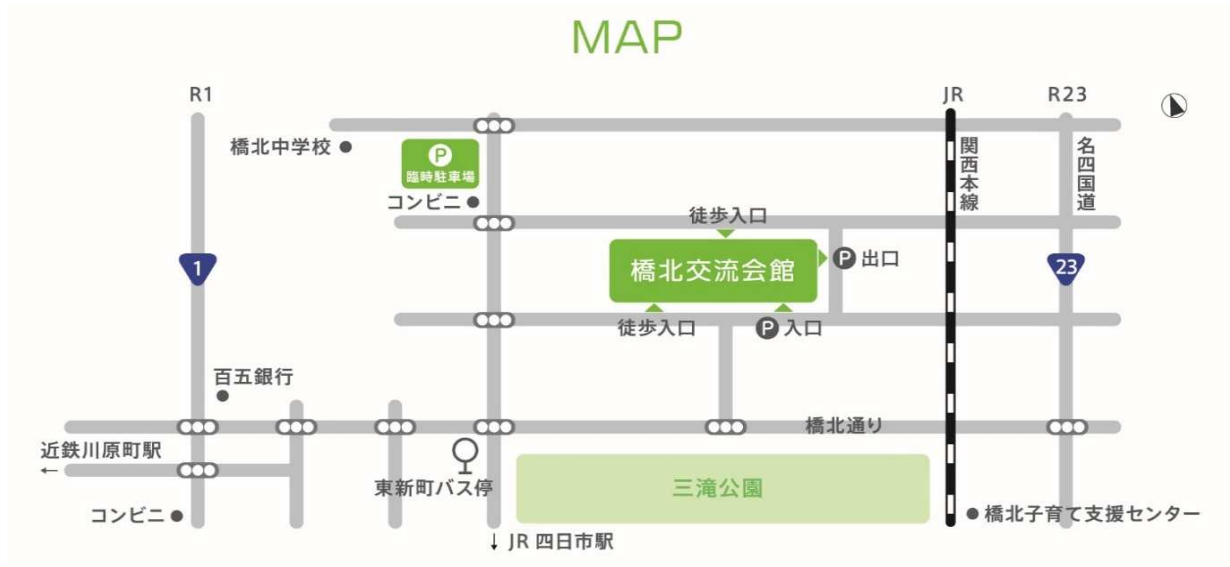 MAP
R1
JR
R23
橋北中学校
P
臨時駐車場
関西本線
名四国道
コンビニ
徒歩入口
橋北交流会館
P 出口
1
23
徒歩入口
P 入口
百五銀行
橋北通り
近鉄川原町駅
←
東新町バス停
三滝公園
コンビニ
橋北子育て支援センター
↓ JR 四日市駅